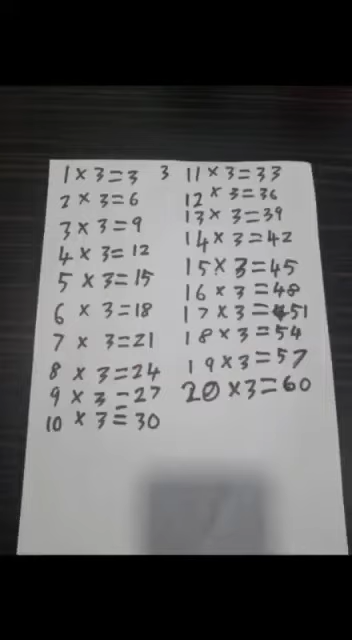 1 x 3 = 3
2 x 3 = 6
3 x 3 = 9
4 x 3 = 12
5 x 3 = 15
6 x 3 = 18
7 x 3 = 21
8 x 3 = 24
9 x 3 = 27
10 x 3 = 30
3
11 x 3 = 33
12 x 3 = 36
13 x 3 = 39
14 x 3 = 42
15 x 3 = 45
16 x 3 = 48
17 x 3 = 51
18 x 3 = 54
19 x 3 = 57
20 x 3 = 60